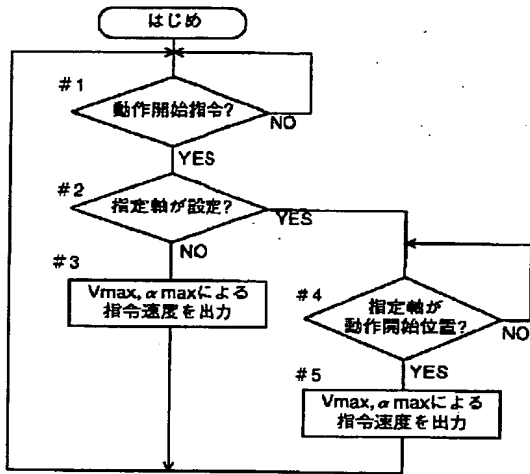 はじめ
#1
動作開始指令?
NO
YES
#2
指定軸が設定?
YES
NO
#3
Vmax,αmaxによる
指令速度を出力
#4
指定軸が
動作開始位置?
NO
YES
#5
Vmax,αmaxによる
指令速度を出力